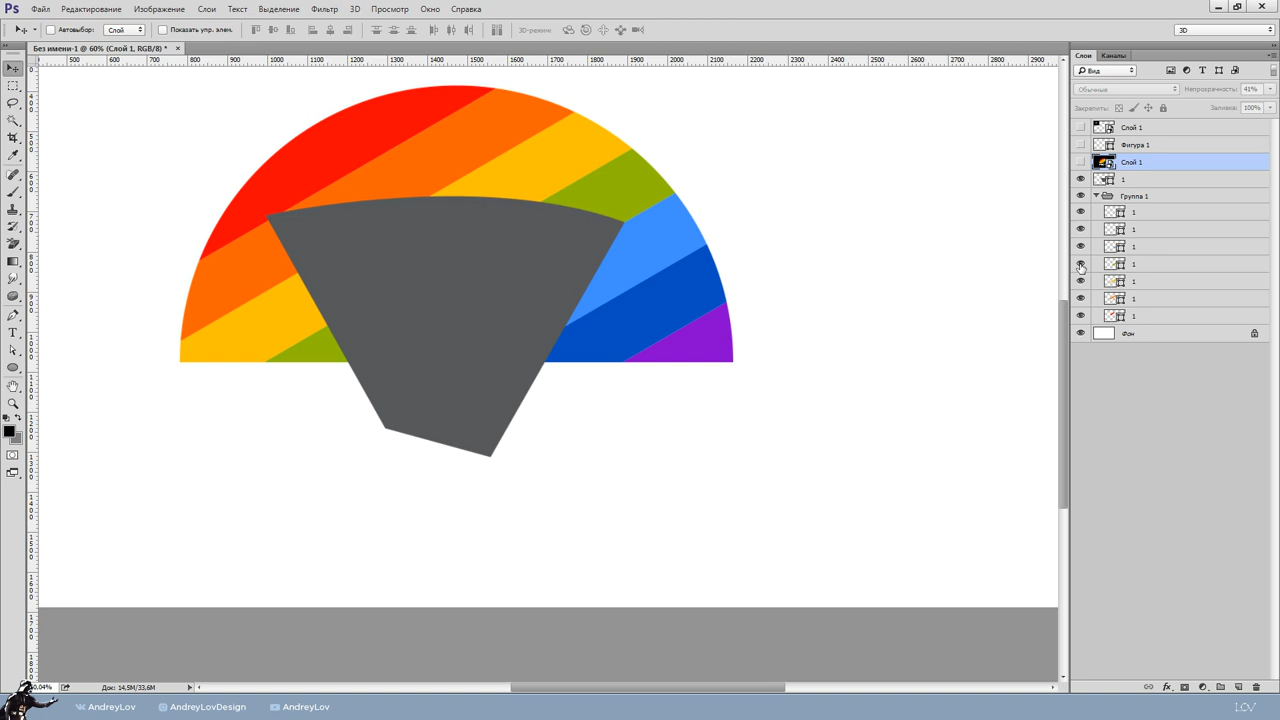 Ps Файл Редактирование Изображение Слои Текст Выделение Фильтр 3D Просмотр Окно Справка
Автовыбор: Слой Показать упр. элем. 3D-режим: 3D
Без имени-1 @ 60% (Слой 1, RGB/8) * ×
Слои Каналы
500 600 700 800 900 1000 1100 1200 1300 1400 1500 1600 1700 1800 1900 2000 2100 2200 2300 2400 2500 2600 2700 2800 2900
Вид
Обычные Непрозрачность: 41%
Закрепить: Заливка: 100%
Слой 1
Фигура 1
Слой 1
1
Группа 1
1
1
1
1
1
1
1
Фон
Док: 14,5M/33,6M
AndreyLov AndreyLovDesign AndreyLov LOV